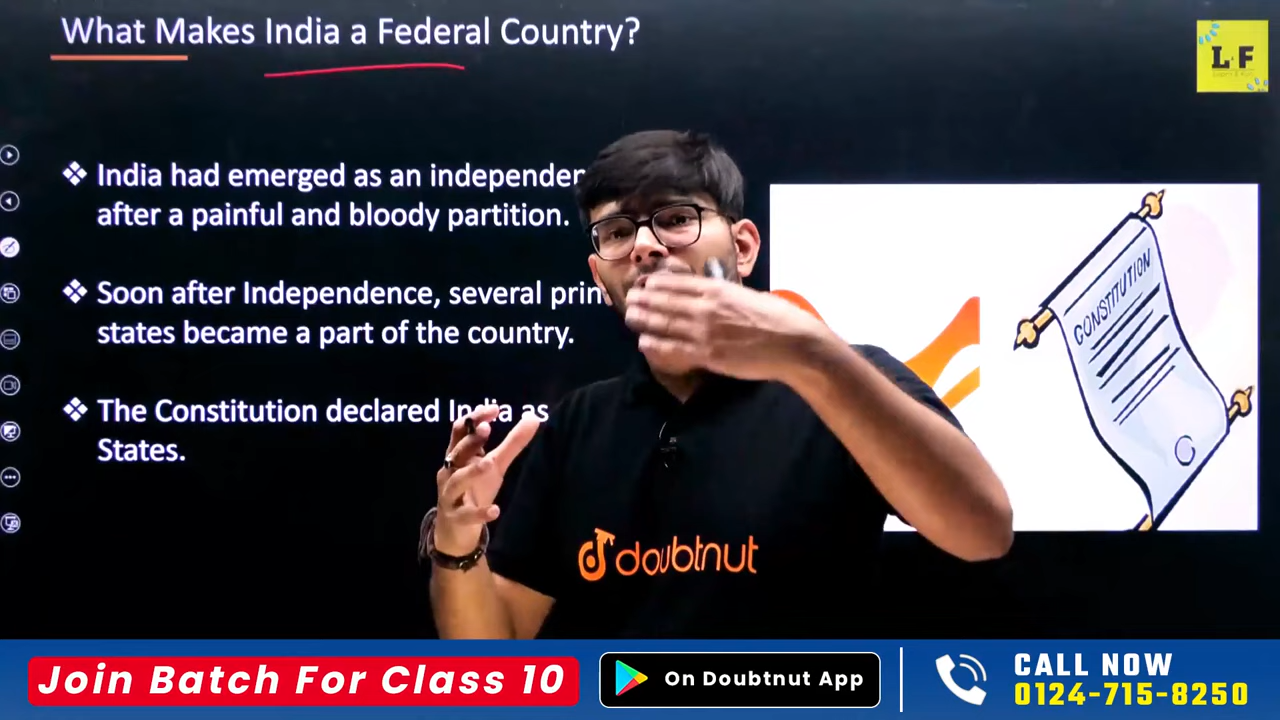 What Makes India a Federal Country?
L F
❖ India had emerged as an
after a painful and bloody partition.
❖ Soon after Independence, several
states became a part of the country.
❖ The Constitution declared India as
States.
CONSTITUTION
doubtnut
Join Batch For Class 10
On Doubtnut App
CALL NOW
0124-715-8250